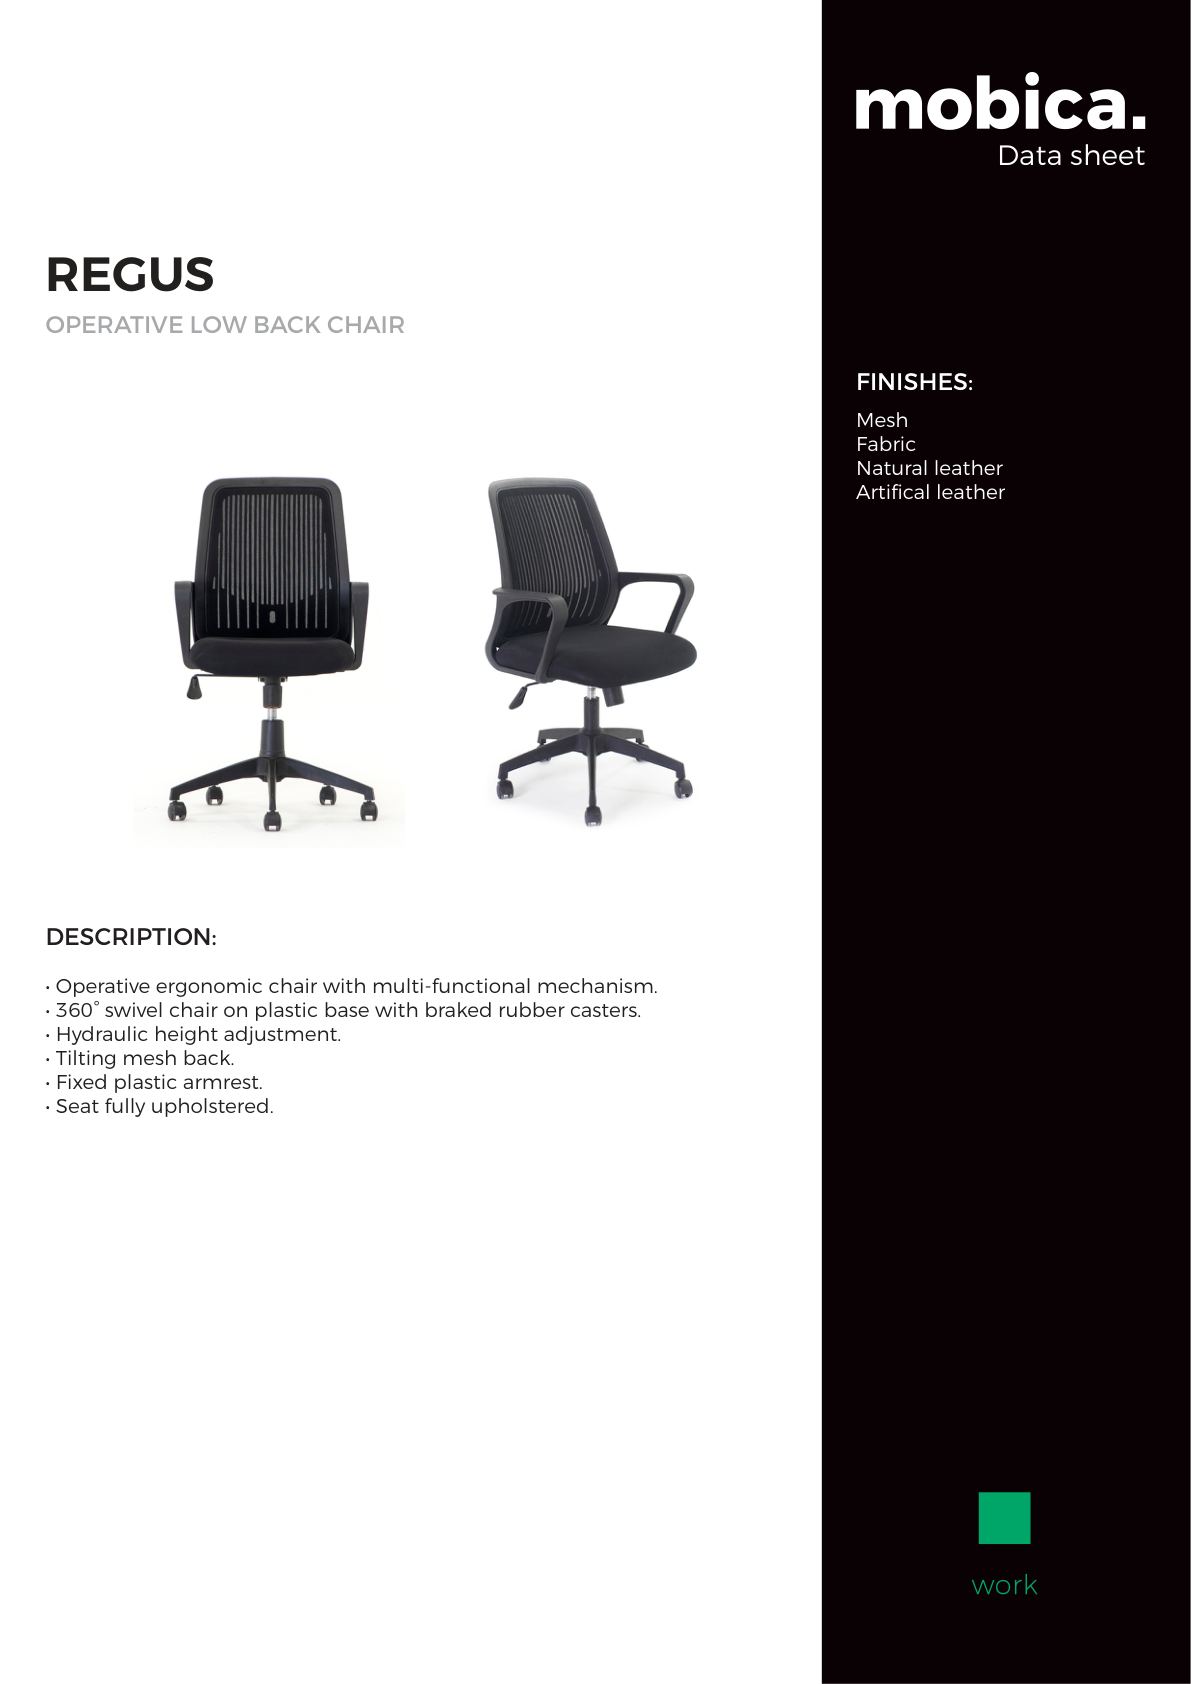 mobica.
Data sheet
REGUS
OPERATIVE LOW BACK CHAIR
FINISHES:
Mesh
Fabric
Natural leather
Artifical leather
DESCRIPTION:
• Operative ergonomic chair with multi-functional mechanism.
• 360° swivel chair on plastic base with braked rubber casters.
• Hydraulic height adjustment.
• Tilting mesh back.
• Fixed plastic armrest.
• Seat fully upholstered.
work